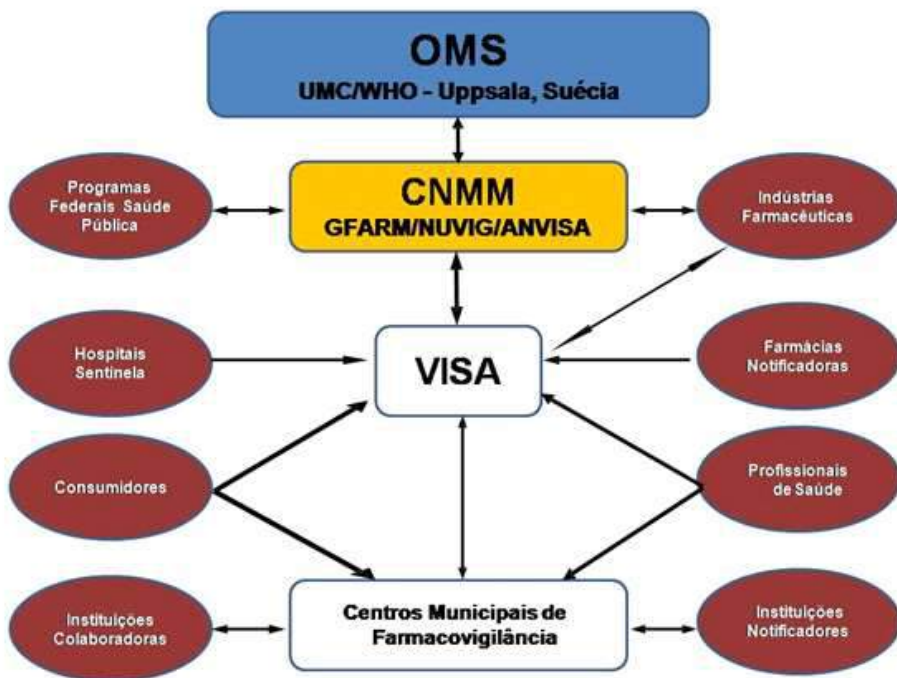 OMS
UMC/WHO - Uppsala, Suécia
Programas
Federais Saúde
Pública
CNMM
GFARM/NUVIG/ANVISA
Indústrias
Farmacêuticas
Hospitais
Sentinela
VISA
Farmácias
Notificadoras
Consumidores
Profissionais
de Saúde
Instituições
Colaboradoras
Centros Municipais de
Farmacovigilância
Instituições
Notificadores